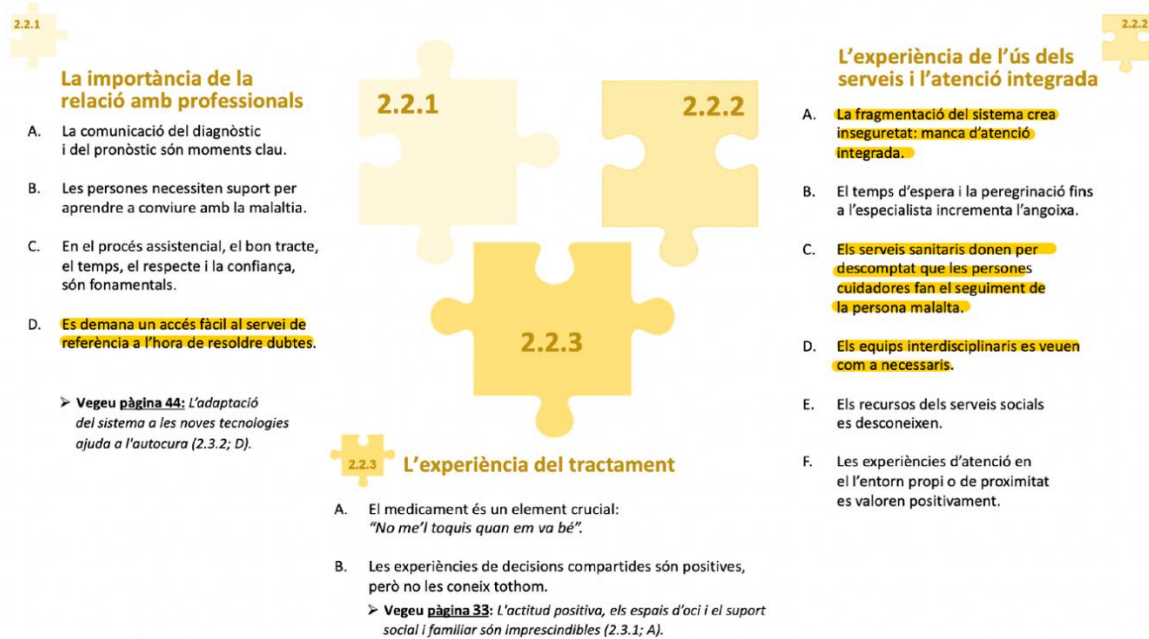 2.2.1
La importància de la
relació amb professionals
A. La comunicació del diagnòstic
i del pronòstic són moments clau.
B. Les persones necessiten suport per
aprendre a conviure amb la malaltia.
C. En el procés assistencial, el bon tracte,
el temps, el respecte i la confiança,
són fonamentals.
D. Es demana un accés fàcil al servei de
referència a l'hora de resoldre dubtes.
➢ Vegeu pàgina 44: L'adaptació
del sistema a les noves tecnologies
ajuda a l'autocura (2.3.2; D).
2.2.1
2.2.2
2.2.3
2.2.3
L'experiència del tractament
A. El medicament és un element crucial:
"No me'l toquis quan em va bé".
B. Les experiències de decisions compartides són positives,
però no les coneix tothom.
➢ Vegeu pàgina 33: L'actitud positiva, els espais d'oci i el suport
social i familiar són imprescindibles (2.3.1; A).
2.2.2
L'experiència de l'ús dels
serveis i l'atenció integrada
A. La fragmentació del sistema crea
inseguretat: manca d'atenció
integrada.
B. El temps d'espera i la peregrinació fins
a l'especialista incrementa l'angoixa.
C. Els serveis sanitaris donen per
descomptat que les persones
cuidadores fan el seguiment de
la persona malalta.
D. Els equips interdisciplinaris es veuen
com a necessaris.
E. Els recursos dels serveis socials
es desconeixen.
F. Les experiències d'atenció en
el l'entorn propi o de proximitat
es valoren positivament.